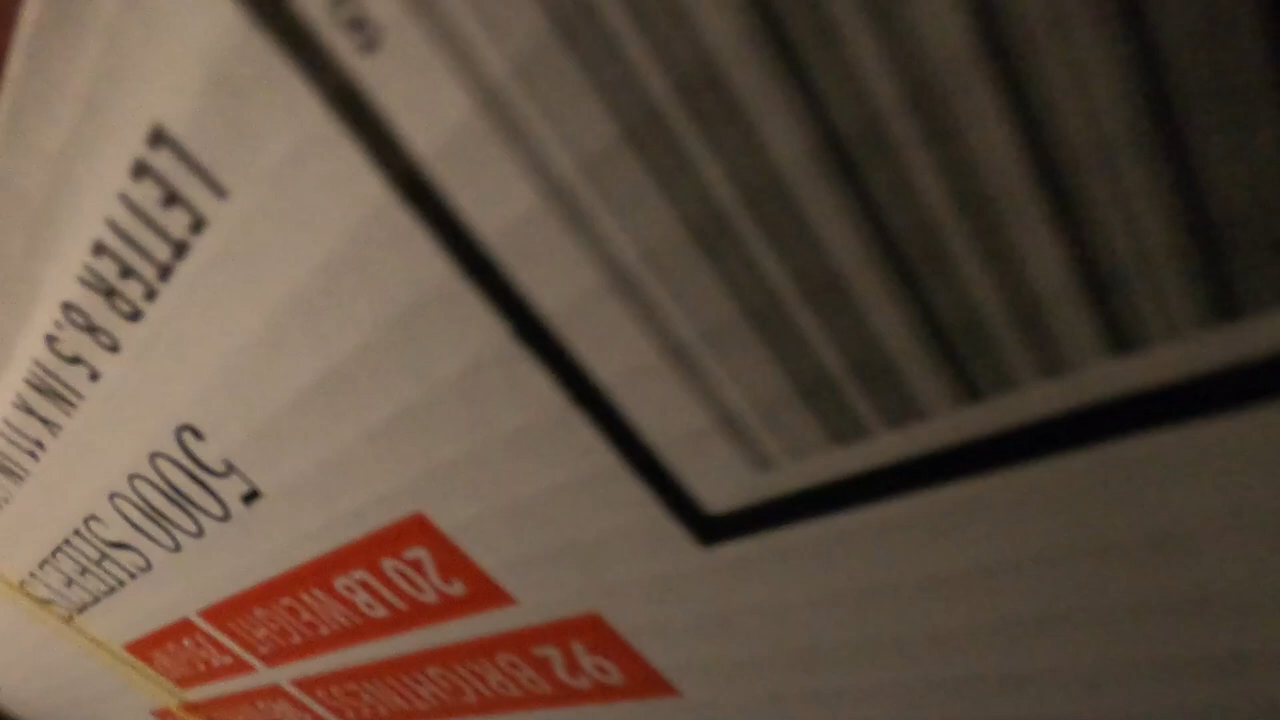 LETTER 8.5 IN X 11 IN
5000 SHEETS
20 LB WEIGHT
92 BRIGHTNESS